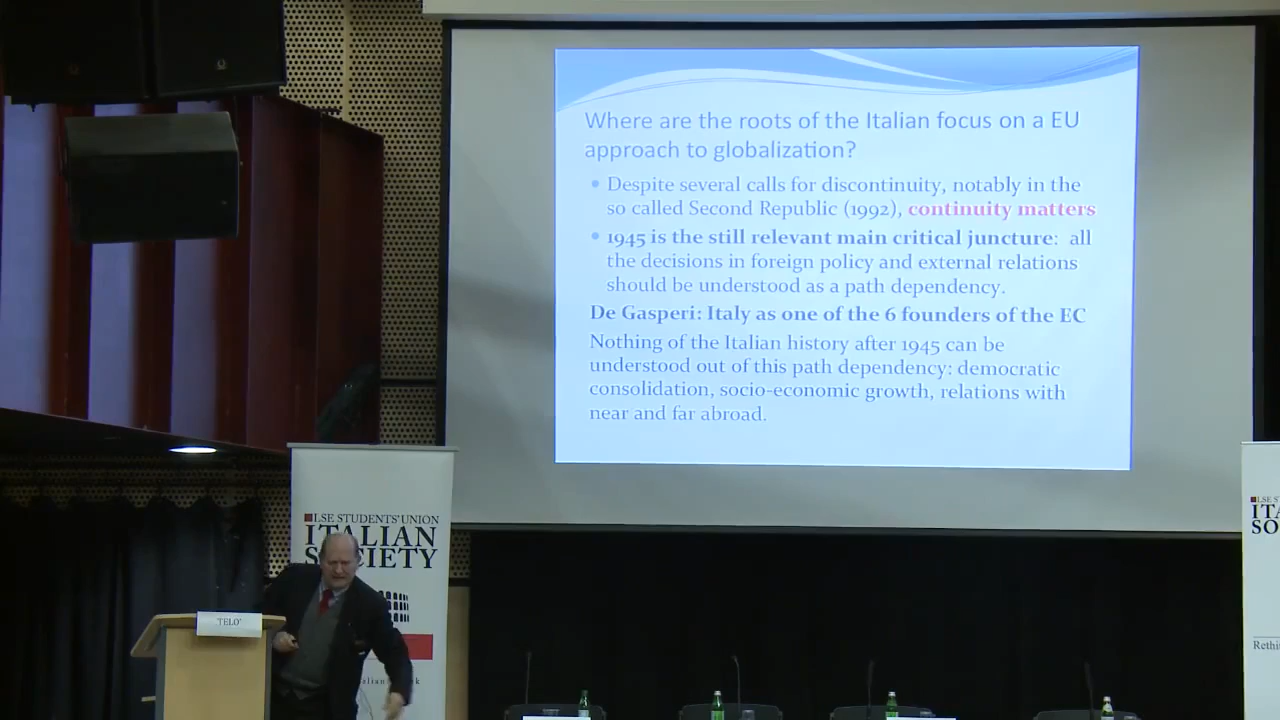 Where are the roots of the Italian focus on a EU
approach to globalization?
• Despite several calls for discontinuity, notably in the
so called Second Republic (1992), continuity matters
• 1945 is the still relevant main critical juncture: all
the decisions in foreign policy and external relations
should be understood as a path dependency.
De Gasperi: Italy as one of the 6 founders of the EC
Nothing of the Italian history after 1945 can be
understood out of this path dependency: democratic
consolidation, socio-economic growth, relations with
near and far abroad.
LSE STUDENTS'UNION
ITALIAN
SOCIETY
TELO'
LSE S
ITA
SO
Rethi